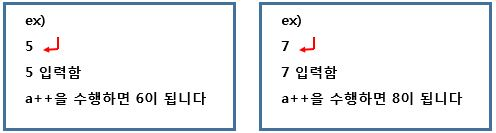 ex)
5
5 입력함
a++을 수행하면 6이 됩니다
ex)
7
7 입력함
a++을 수행하면 8이 됩니다